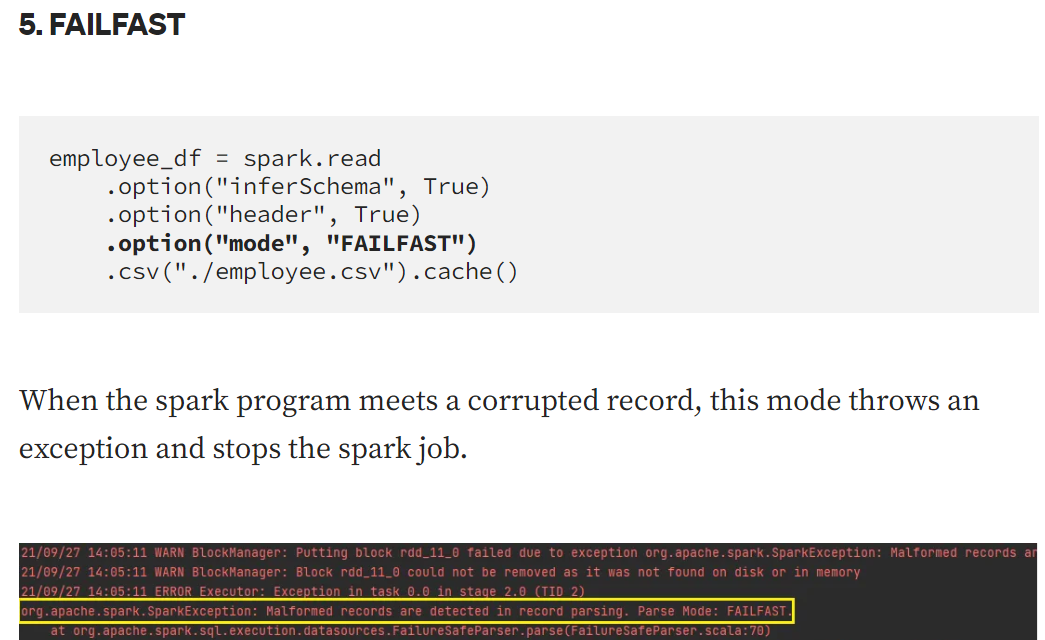 5. FAILFAST
employee_df = spark.read
    .option("inferSchema", True)
    .option("header", True)
    .option("mode", "FAILFAST")
    .csv("./employee.csv").cache()
When the spark program meets a corrupted record, this mode throws an
exception and stops the spark job.
21/09/27 14:05:11 WARN BlockManager: Putting block rdd_11_0 failed due to exception org.apache.spark.SparkException: Malformed records
21/09/27 14:05:11 WARN BlockManager: Block rdd_11_0 could not be removed as it was not found on disk or in memory
21/09/27 14:05:11 ERROR Executor: Exception in task 0.0 in stage 2.0 (TID 2)
org.apache.spark.SparkException: Malformed records are detected in record parsing. Parse Mode: FAILFAST.
    at org.apache.spark.sql.execution.datasources.FailureSafeParser.parse(FailureSafeParser.scala:70)